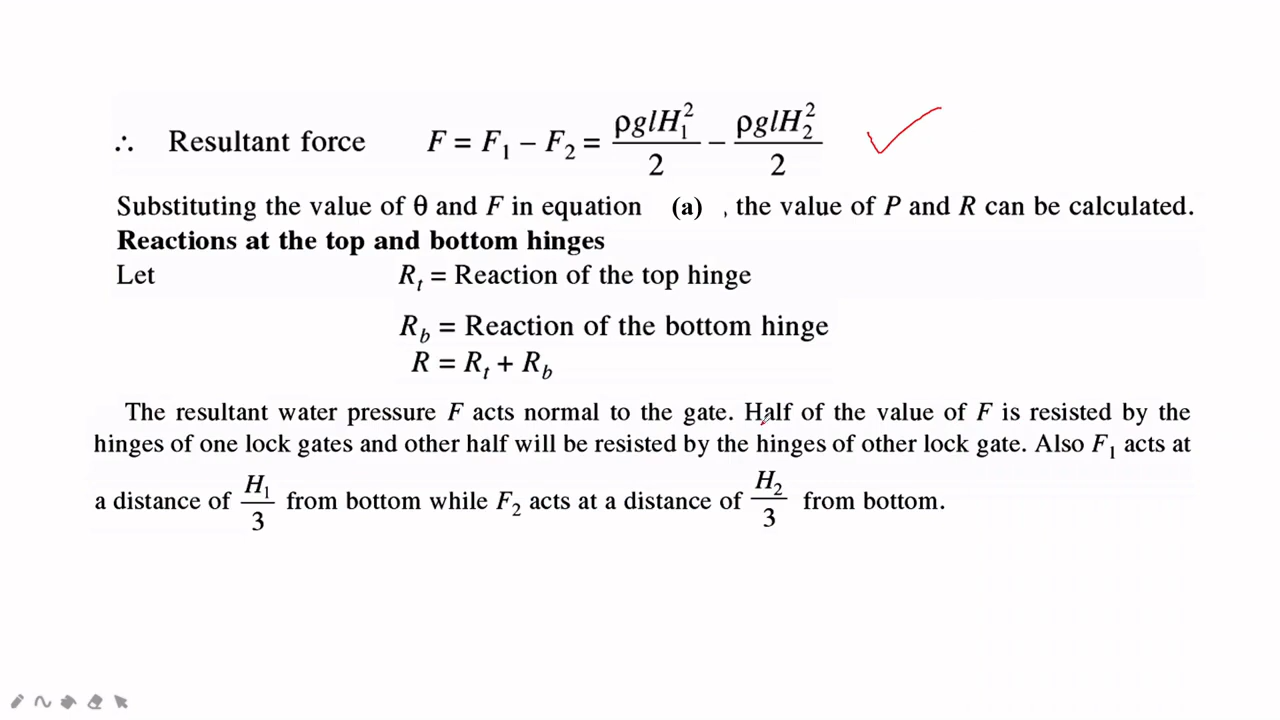 ∴ Resultant force F = F₁ − F₂ = ρglH₁²/2 − ρglH₂²/2
Substituting the value of θ and F in equation (a) , the value of P and R can be calculated.
Reactions at the top and bottom hinges
Let Rₜ = Reaction of the top hinge
R_b = Reaction of the bottom hinge
R = Rₜ + R_b
The resultant water pressure F acts normal to the gate. Half of the value of F is resisted by the
hinges of one lock gates and other half will be resisted by the hinges of other lock gate. Also F₁ acts at
a distance of H₁/3 from bottom while F₂ acts at a distance of H₂/3 from bottom.